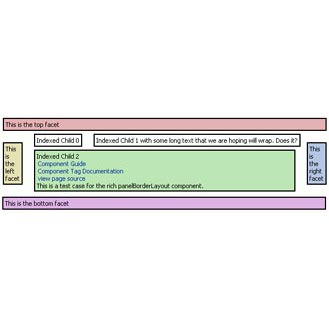 This is the top facet
This
is
the
left
facet
Indexed Child 0
Indexed Child 1 with some long text that we are hoping will wrap. Does it?
Indexed Child 2
Component Guide
Component Tag Documentation
view page source
This is a test case for the rich panelBorderLayout component.
This
is
the
right
facet
This is the bottom facet